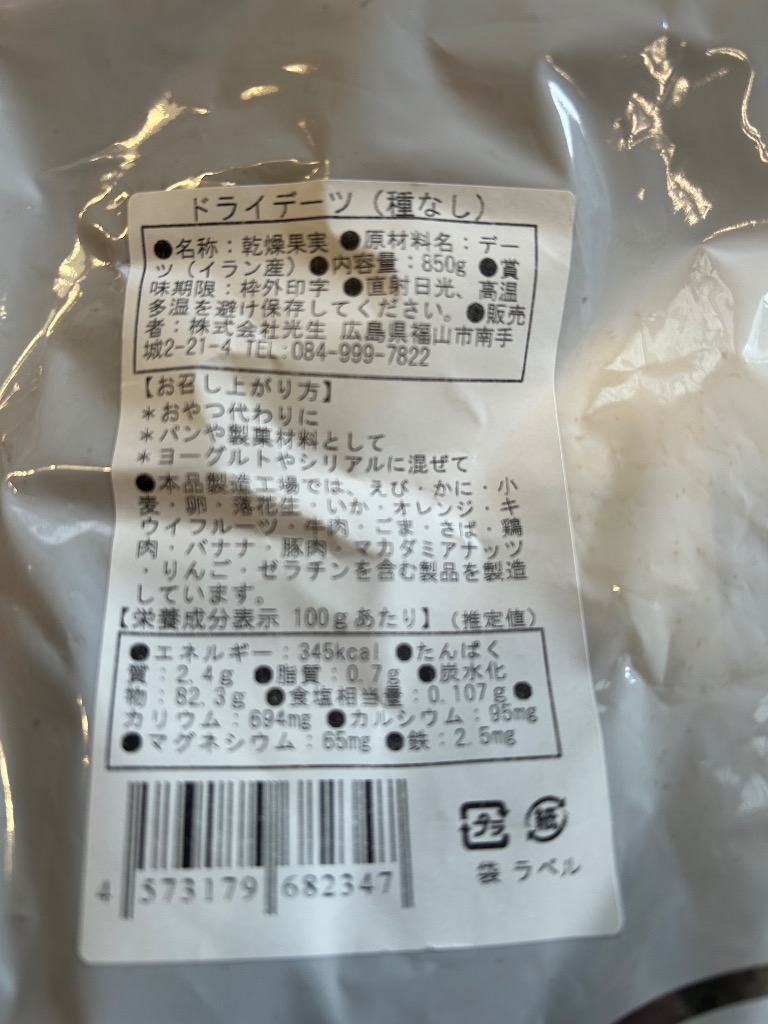 ドライデーツ（種なし）
●名称：乾燥果実 ●原材料名：デー
ツ（イラン産）●内容量：850g ●賞
味期限：枠外印字 ●直射日光、高温
多湿を避け保存してください。●販売
者：株式会社光生 広島県福山市南手
城2-21-4 TEL:084-999-7822
【お召し上がり方】
＊おやつ代わりに
＊パンや製菓材料として
＊ヨーグルトやシリアルに混ぜて
●本品製造工場では、えび・かに・小
麦・卵・落花生・いか・オレンジ・キ
ウイフルーツ・牛肉・ごま・さば・鶏
肉・バナナ・豚肉・マカダミアナッツ
・りんご・ゼラチンを含む製品を製造
しています。
【栄養成分表示 100gあたり】（推定値）
●エネルギー：345kcal ●たんぱく
質：2.4g ●脂質：0.7g ●炭水化
物：82.3g ●食塩相当量：0.107g ●
カリウム：694mg ●カルシウム：95mg
●マグネシウム：65mg ●鉄：2.5mg
プラ 紙
袋 ラベル
4 573179 682347